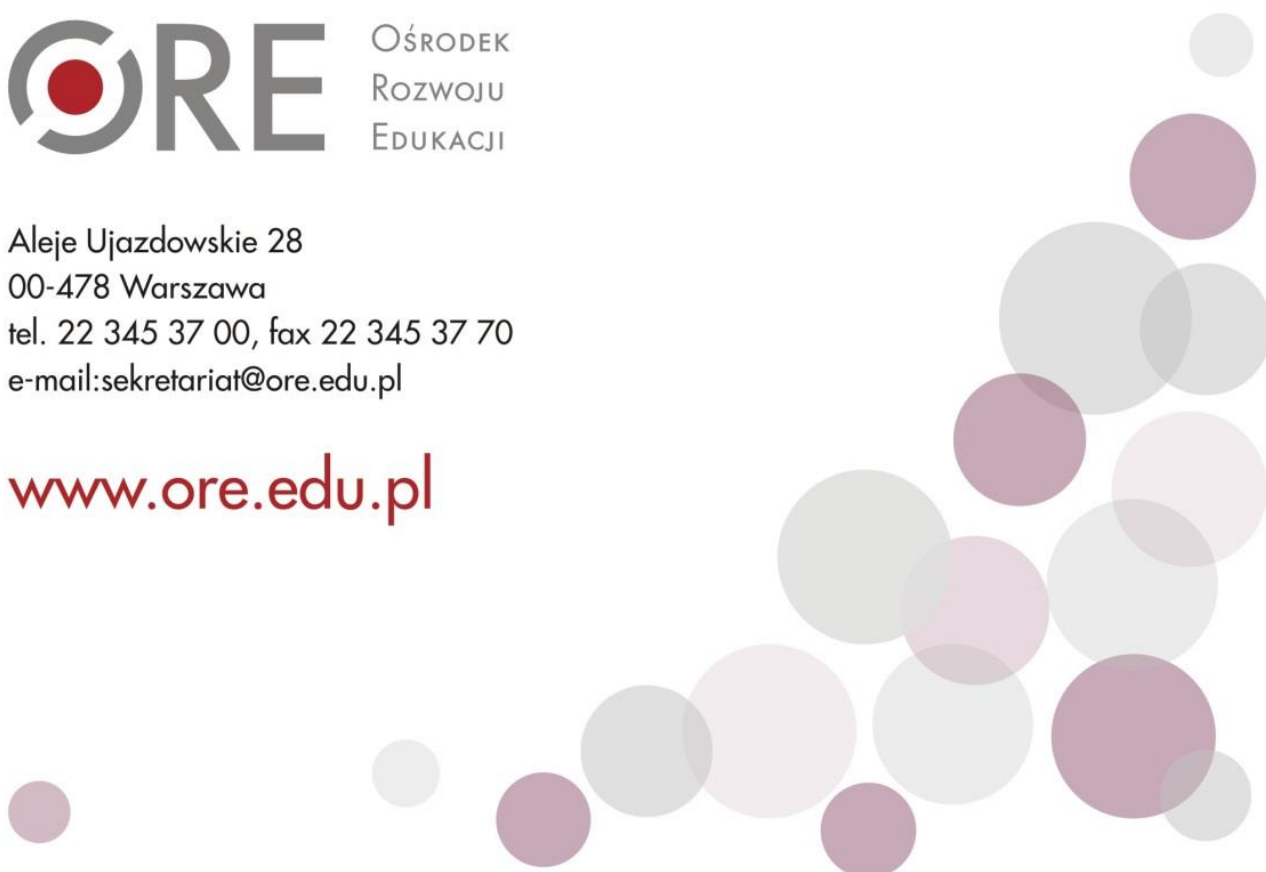 ORE
Ośrodek
Rozwoju
Edukacji
Aleje Ujazdowskie 28
00-478 Warszawa
tel. 22 345 37 00, fax 22 345 37 70
e-mail:sekretariat@ore.edu.pl
www.ore.edu.pl